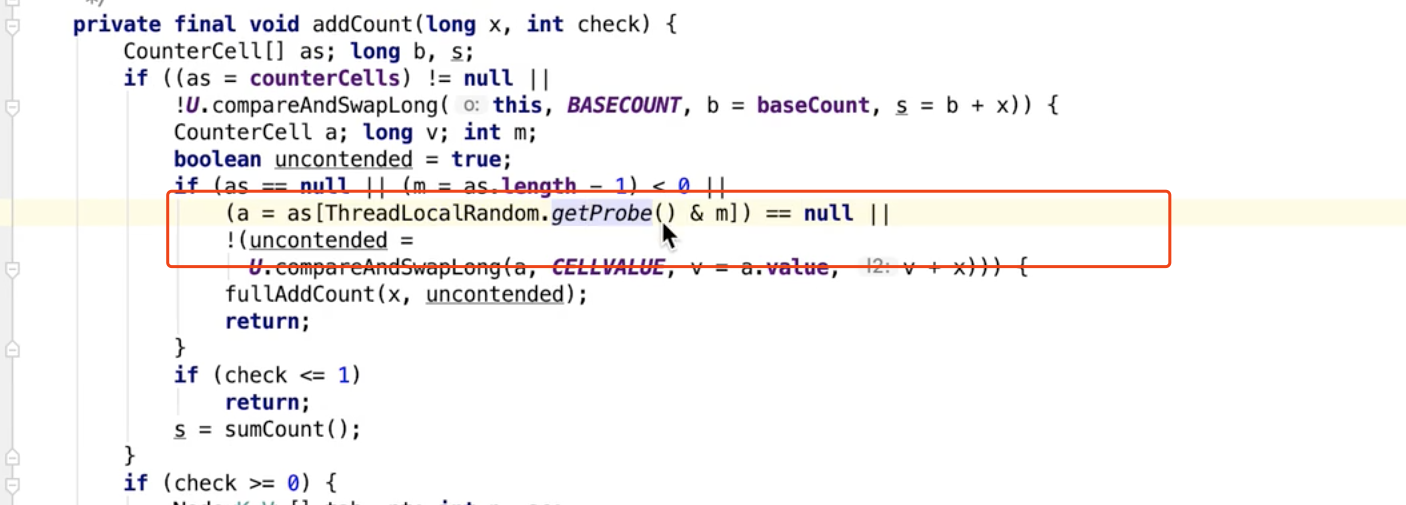 */
private final void addCount(long x, int check) {
CounterCell[] as; long b, s;
if ((as = counterCells) != null ||
!U.compareAndSwapLong( o: this, BASECOUNT, b = baseCount, s = b + x)) {
CounterCell a; long v; int m;
boolean uncontended = true;
if (as == null || (m = as.length - 1) < 0 ||
(a = as[ThreadLocalRandom.getProbe() & m]) == null ||
!(uncontended =
U.compareAndSwapLong(a, CELLVALUE, v = a.value, l2: v + x))) {
fullAddCount(x, uncontended);
return;
}
if (check <= 1)
return;
s = sumCount();
}
if (check >= 0) {